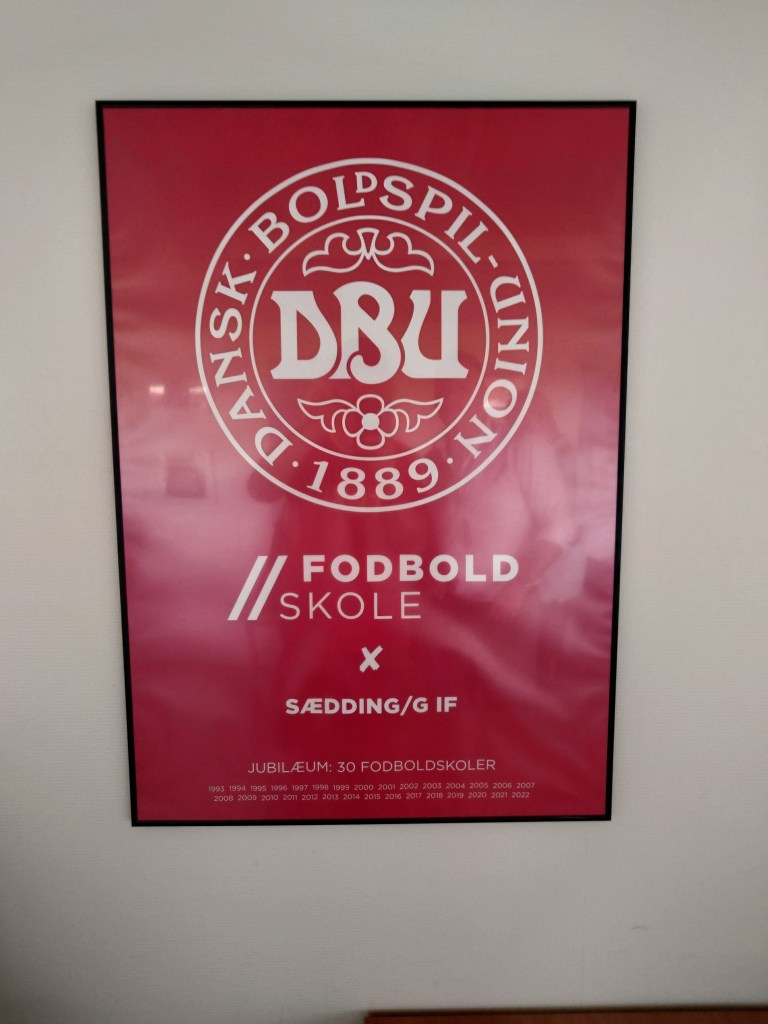 DANSK · BOLDSPIL-UNION · 1889 ·
DBU
// FODBOLD
SKOLE
X
SÆDDING/G IF
JUBILÆUM: 30 FODBOLDSKOLER
1993 1994 1995 1996 1997 1998 1999 2000 2001 2002 2003 2004 2005 2006 2007
2008 2009 2010 2011 2012 2013 2014 2015 2016 2017 2018 2019 2020 2021 2022